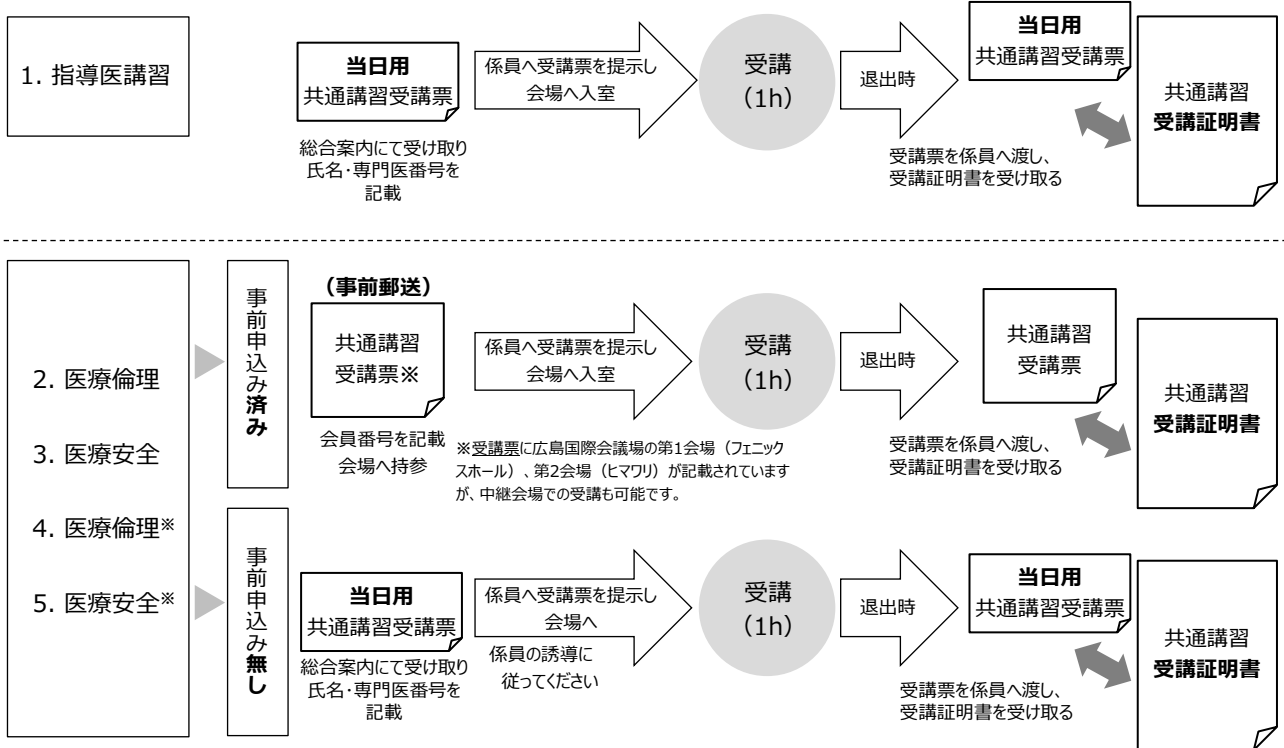 1. 指導医講習
当日用
共通講習受講票
総合案内にて受け取り
氏名・専門医番号を
記載
係員へ受講票を提示し
会場へ入室
受講
(1h)
退出時
当日用
共通講習受講票
受講票を係員へ渡し、
受講証明書を受け取る
共通講習
受講証明書
2. 医療倫理
3. 医療安全
4. 医療倫理※
5. 医療安全※
事前申込み済み
（事前郵送）
共通講習
受講票※
会員番号を記載
会場へ持参
係員へ受講票を提示し
会場へ入室
※受講票に広島国際会議場の第1会場（フェニック
スホール）、第2会場（ヒマワリ）が記載されています
が、中継会場での受講も可能です。
受講
(1h)
退出時
共通講習
受講票
受講票を係員へ渡し、
受講証明書を受け取る
共通講習
受講証明書
事前申込み無し
当日用
共通講習受講票
総合案内にて受け取り
氏名・専門医番号を
記載
係員へ受講票を提示し
会場へ
係員の誘導に
従ってください
受講
(1h)
退出時
当日用
共通講習受講票
受講票を係員へ渡し、
受講証明書を受け取る
共通講習
受講証明書